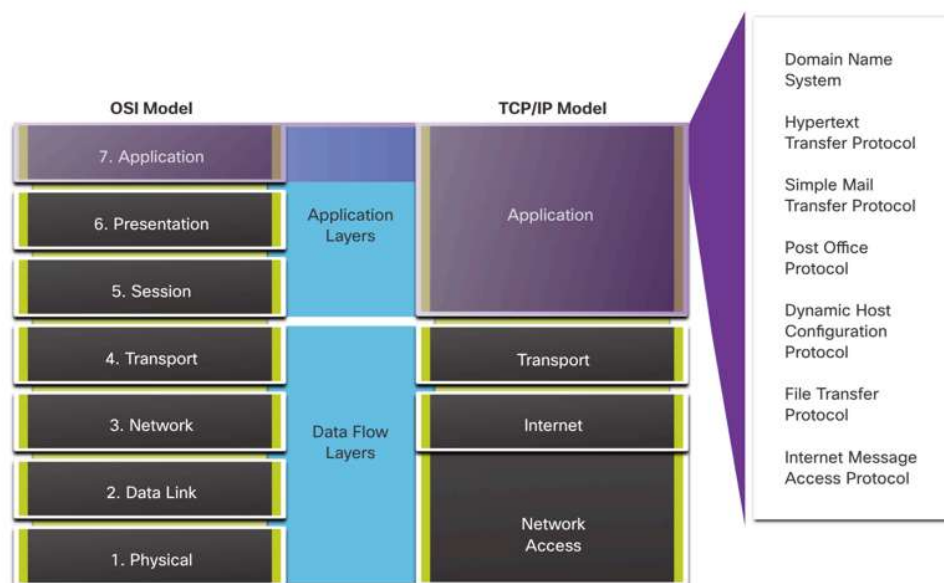 OSI Model
7. Application
6. Presentation
5. Session
4. Transport
3. Network
2. Data Link
1. Physical
Application
Layers
Data Flow
Layers
TCP/IP Model
Application
Transport
Internet
Network
Access
Domain Name
System
Hypertext
Transfer Protocol
Simple Mail
Transfer Protocol
Post Office
Protocol
Dynamic Host
Configuration
Protocol
File Transfer
Protocol
Internet Message
Access Protocol